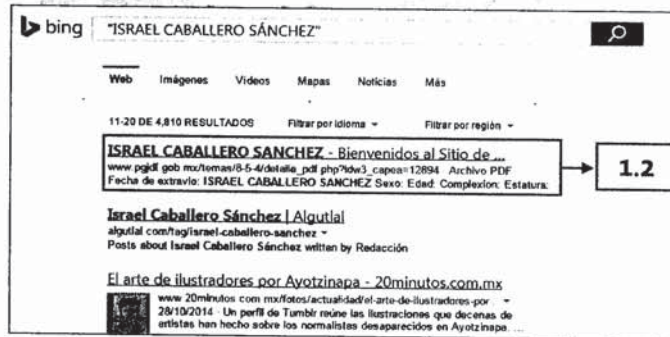 bing "ISRAEL CABALLERO SÁNCHEZ"
Web Imágenes Videos Mapas Noticias Más
11-20 DE 4,810 RESULTADOS Filtrar por idioma Filtrar por región
ISRAEL CABALLERO SANCHEZ - Bienvenidos al Sitio de ...
www.pgjdf gob mx/temas/8-5-4/detalle_pdf php?idw3_capea=12894 Archivo PDF
Fecha de extravio: ISRAEL CABALLERO SANCHEZ Sexo: Edad: Complexion: Estatura:
1.2
Israel Caballero Sánchez | Algutlal
algutlal com/tag/israel-caballero-sanchez
Posts about Israel Caballero Sánchez written by Redacción
El arte de ilustradores por Ayotzinapa - 20minutos.com.mx
www 20minutos com mx/fotos/actualidad/el-arte-de-ilustradores-por
28/10/2014 · Un perfil de Tumblr reúne las ilustraciones que decenas de
artistas han hecho sobre los normalistas desaparecidos en Ayotzinapa. ...